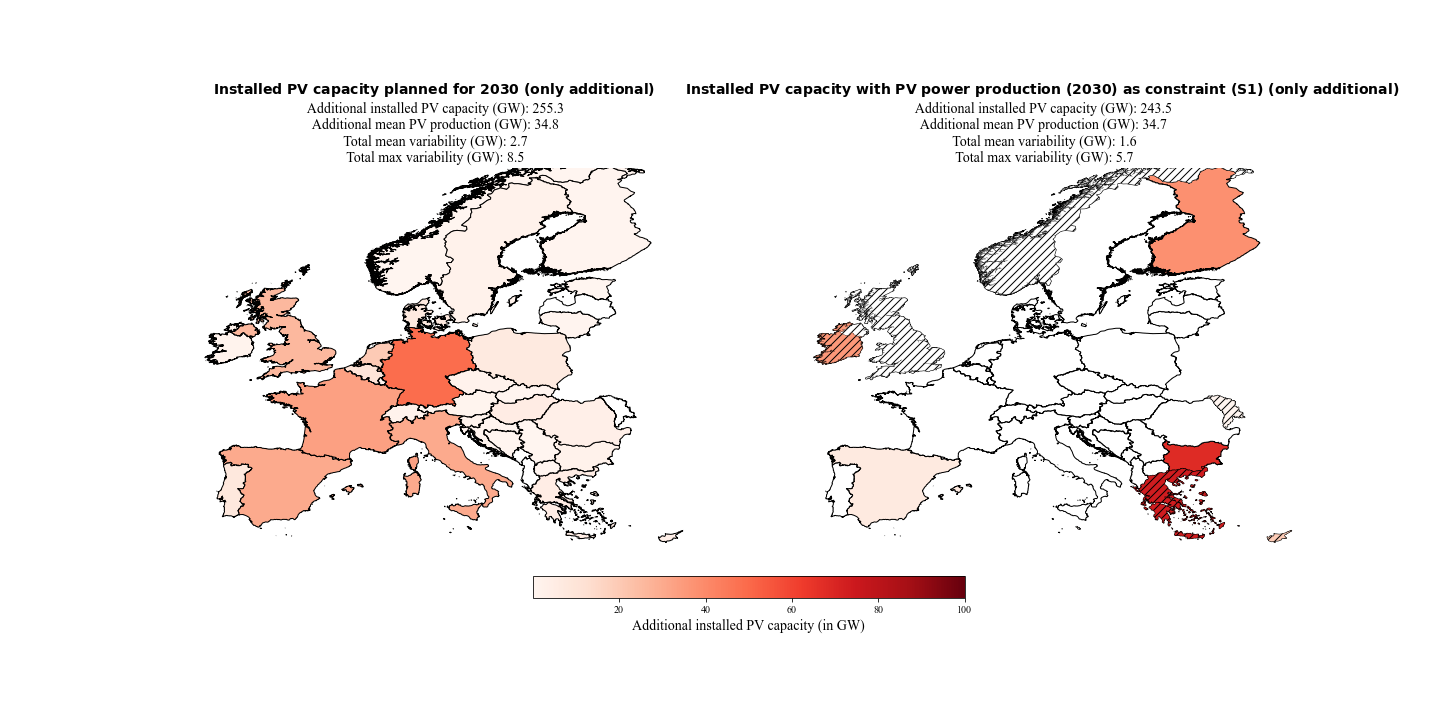 Installed PV capacity planned for 2030 (only additional)
Additional installed PV capacity (GW): 255.3
Additional mean PV production (GW): 34.8
Total mean variability (GW): 2.7
Total max variability (GW): 8.5
Installed PV capacity with PV power production (2030) as constraint (S1) (only additional)
Additional installed PV capacity (GW): 243.5
Additional mean PV production (GW): 34.7
Total mean variability (GW): 1.6
Total max variability (GW): 5.7
20 40 60 80 100
Additional installed PV capacity (in GW)